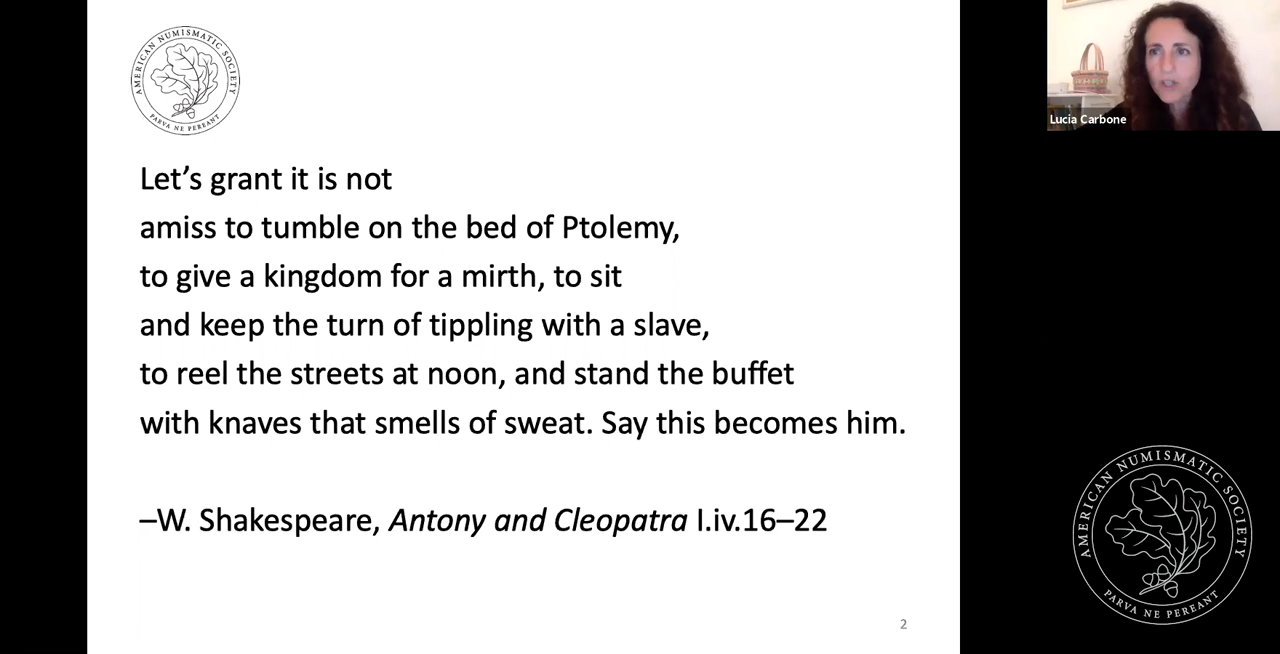 AMERICAN NUMISMATIC SOCIETY
PARVA NE PEREANT
Let’s grant it is not
amiss to tumble on the bed of Ptolemy,
to give a kingdom for a mirth, to sit
and keep the turn of tippling with a slave,
to reel the streets at noon, and stand the buffet
with knaves that smells of sweat. Say this becomes him.
–W. Shakespeare, Antony and Cleopatra I.iv.16–22
2
Lucia Carbone
AMERICAN NUMISMATIC SOCIETY
PARVA NE PEREANT